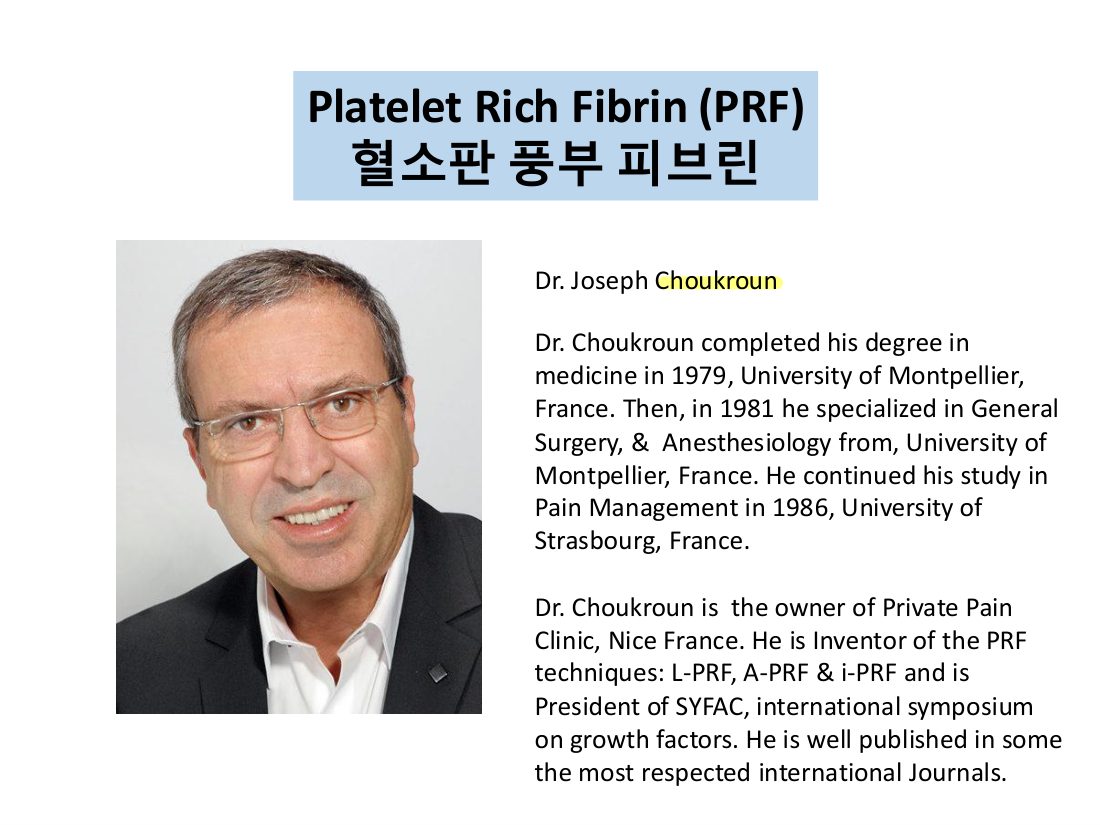 Platelet Rich Fibrin (PRF)
혈소판 풍부 피브린
Dr. Joseph Choukroun
Dr. Choukroun completed his degree in
medicine in 1979, University of Montpellier,
France. Then, in 1981 he specialized in General
Surgery, &  Anesthesiology from, University of
Montpellier, France. He continued his study in
Pain Management in 1986, University of
Strasbourg, France.
Dr. Choukroun is  the owner of Private Pain
Clinic, Nice France. He is Inventor of the PRF
techniques: L-PRF, A-PRF & i-PRF and is
President of SYFAC, international symposium
on growth factors. He is well published in some
the most respected international Journals.